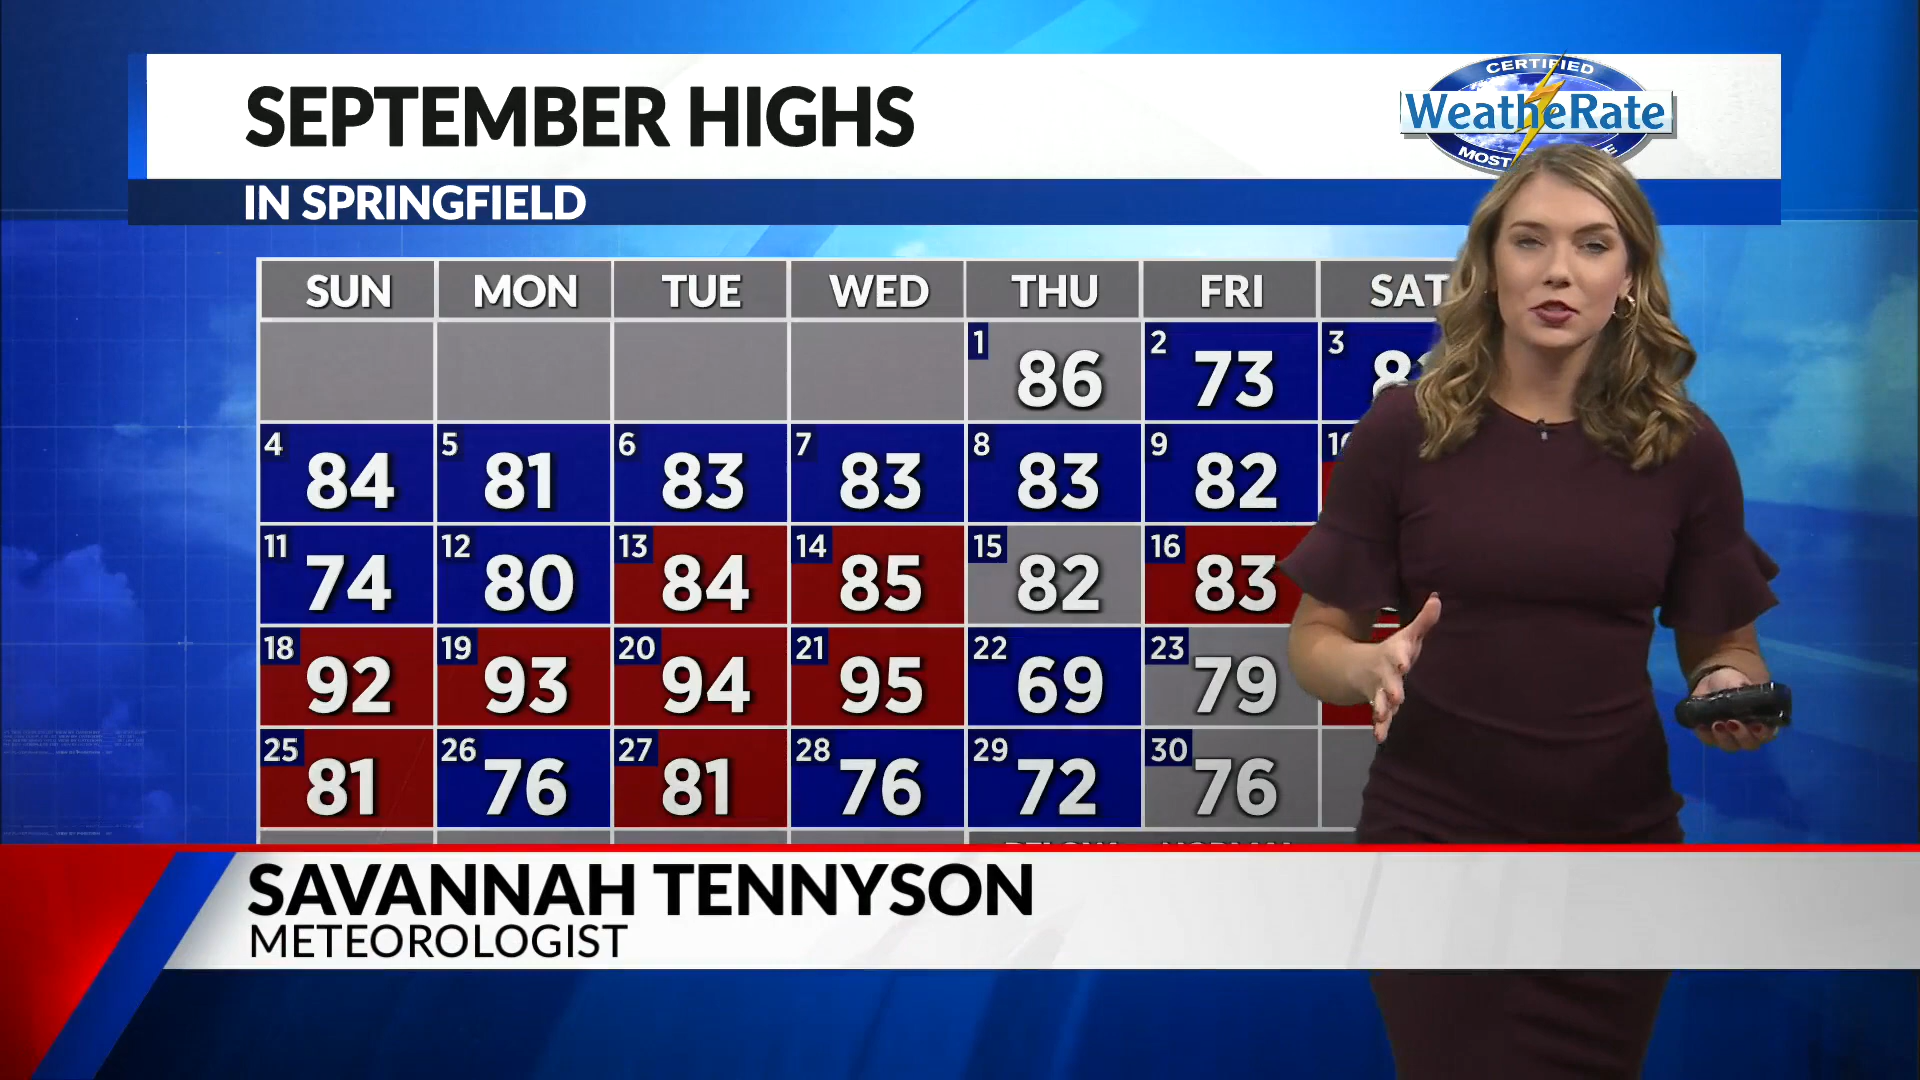 SEPTEMBER HIGHS
CERTIFIED
WeatheRate
MOST
IN SPRINGFIELD
SUN MON TUE WED THU FRI SAT
1 86 2 73 3
4 84 5 81 6 83 7 83 8 83 9 82
11 74 12 80 13 84 14 85 15 82 16 83
18 92 19 93 20 94 21 95 22 69 23 79
25 81 26 76 27 81 28 76 29 72 30 76
SAVANNAH TENNYSON
METEOROLOGIST